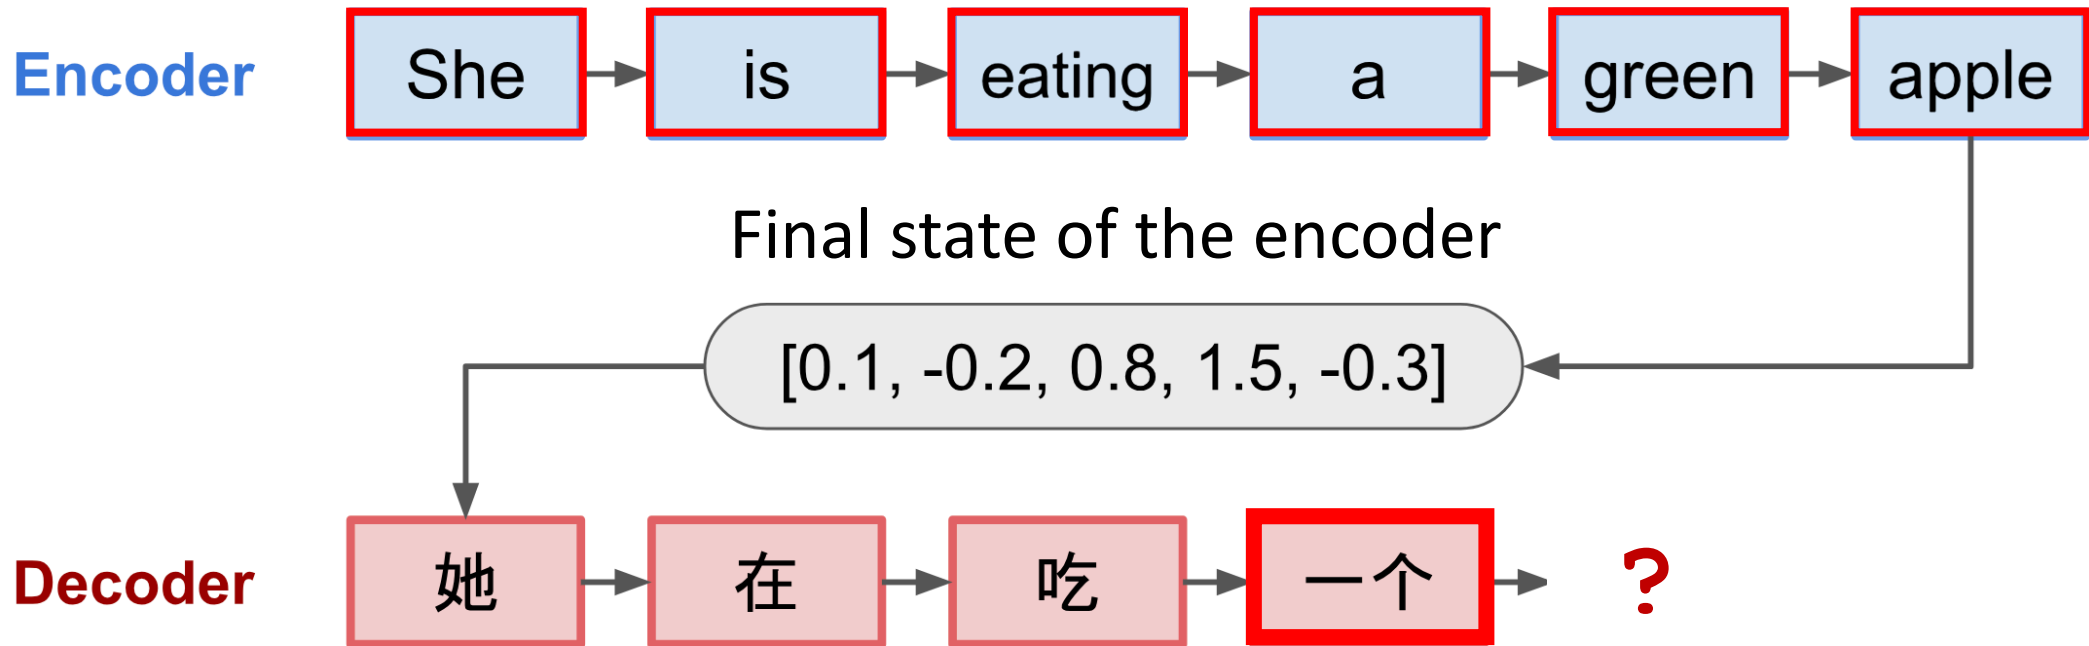 Encoder She is eating a green apple
Final state of the encoder
[0.1, -0.2, 0.8, 1.5, -0.3]
Decoder 她 在 吃 一个 ?